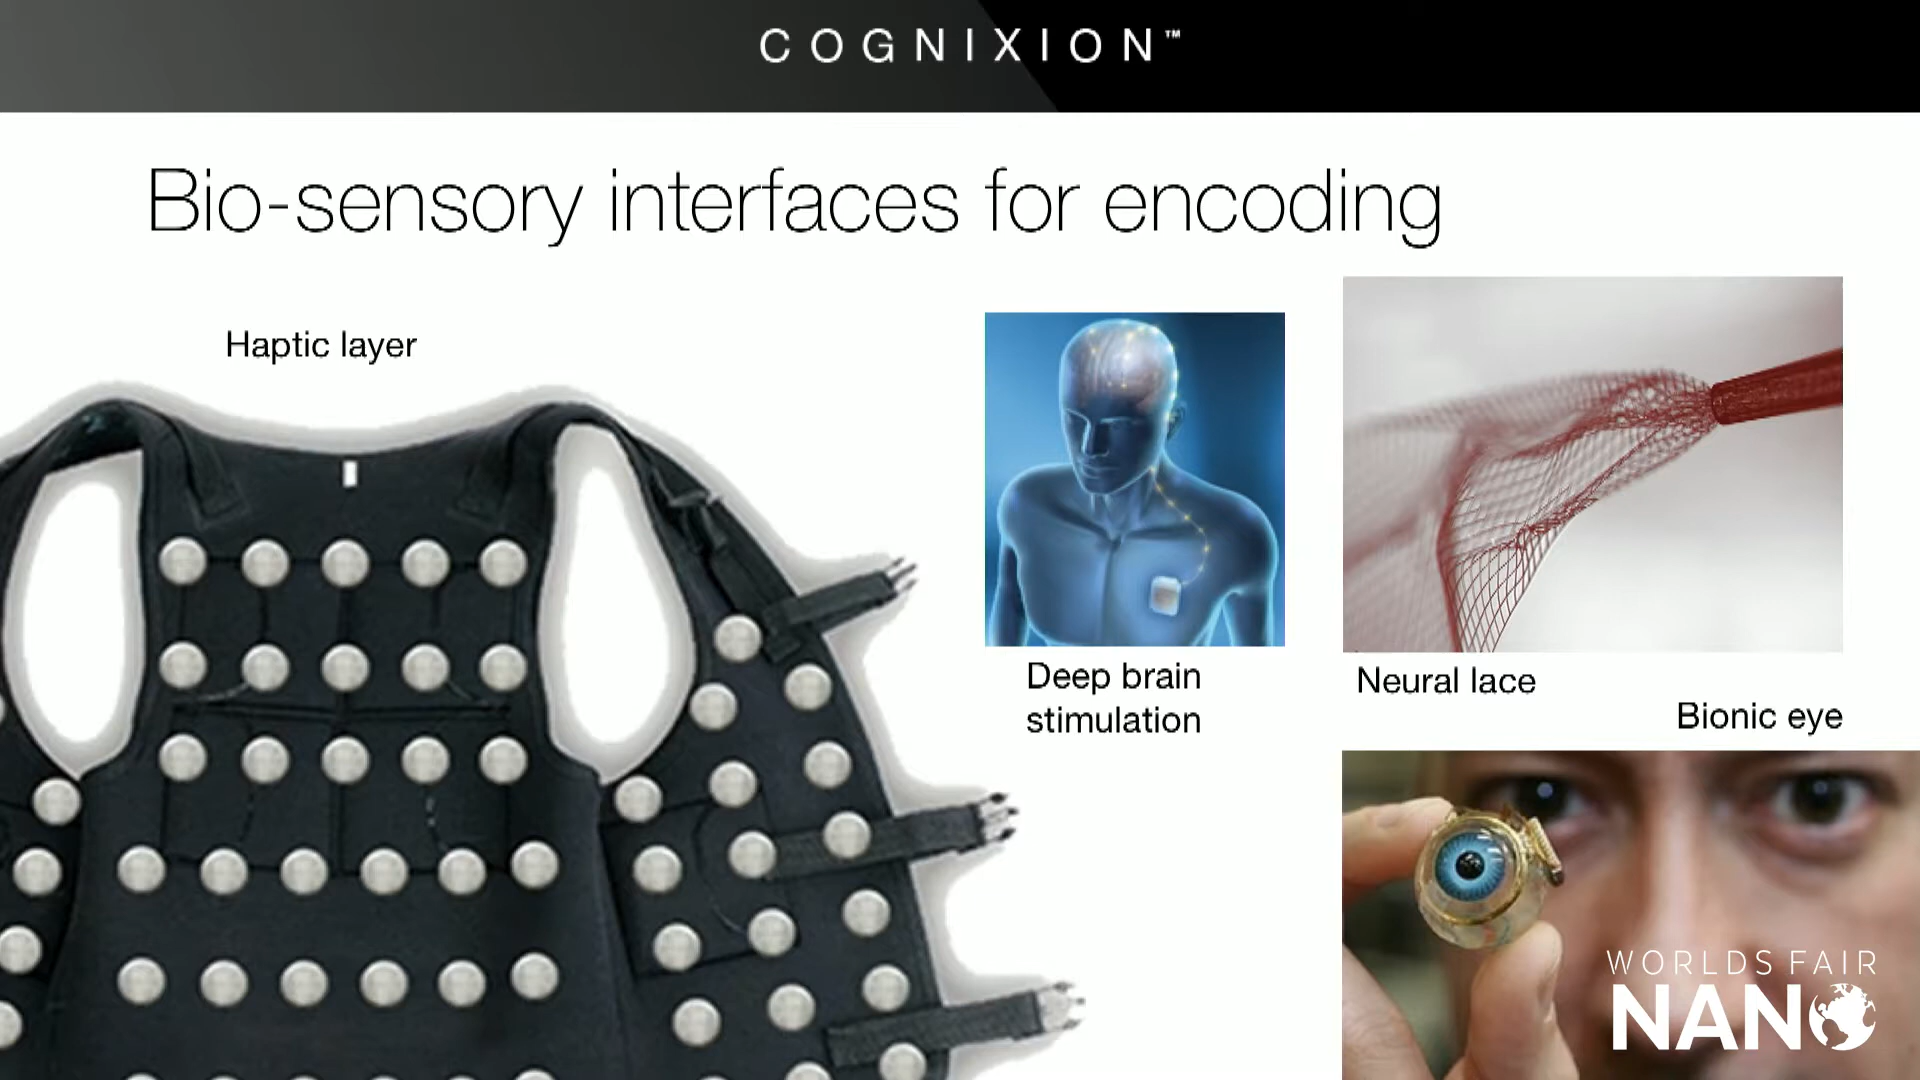 COGNIXION™
Bio-sensory interfaces for encoding
Haptic layer
Deep brain
stimulation
Neural lace
Bionic eye
WORLDS FAIR
NANO